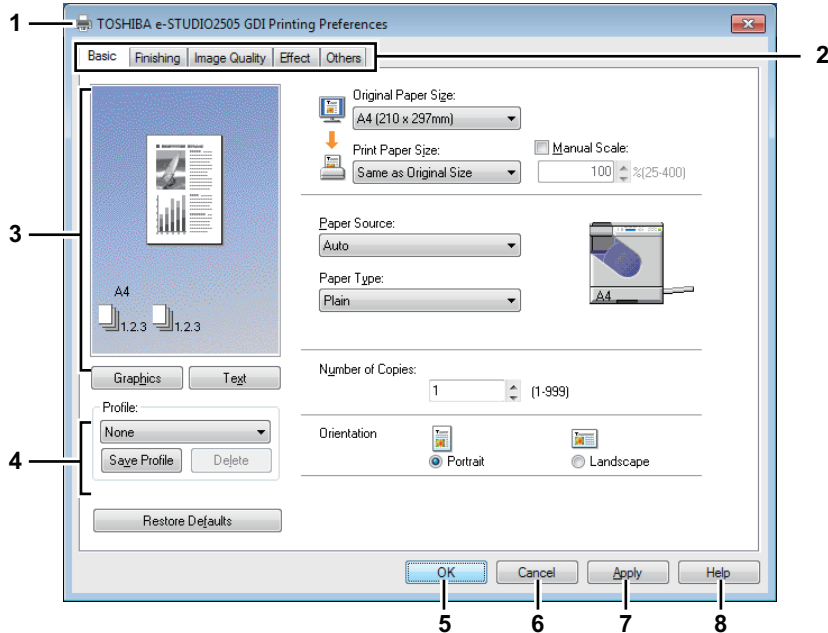 1
TOSHIBA e-STUDIO2505 GDI Printing Preferences
Basic Finishing Image Quality Effect Others
2
3
A4
1.2.3 1.2.3
Graphics Text
Original Paper Size:
A4 (210 x 297mm)
Print Paper Size:
Same as Original Size
Manual Scale:
100 %(25-400)
Paper Source:
Auto
Paper Type:
Plain
A4
Number of Copies:
1 (1-999)
Orientation
Portrait Landscape
4
Profile:
None
Save Profile Delete
Restore Defaults
OK Cancel Apply Help
5 6 7 8